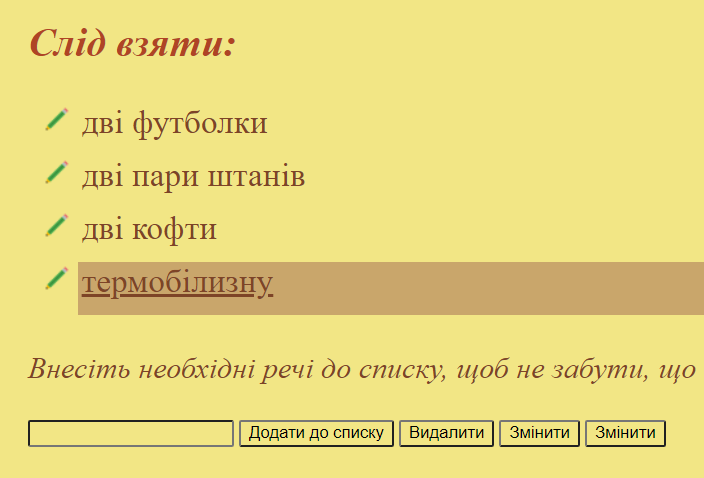 Слід взяти:
дві футболки
дві пари штанів
дві кофти
термобілизну
Внесіть необхідні речі до списку, щоб не забути, що
Додати до списку Видалити Змінити Змінити